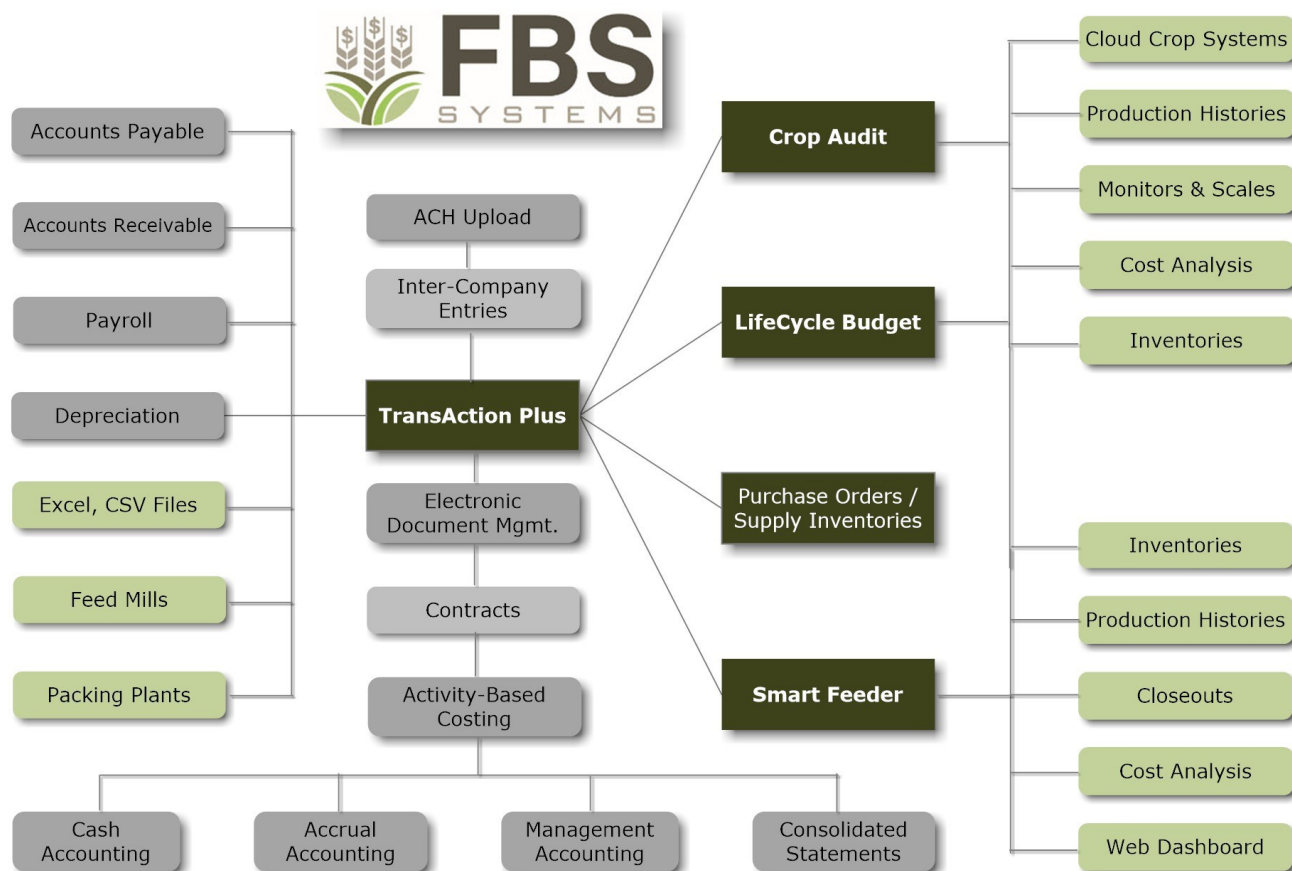 $ $ $
FBS
SYSTEMS
Accounts Payable
Accounts Receivable
Payroll
Depreciation
Excel, CSV Files
Feed Mills
Packing Plants
ACH Upload
Inter-Company
Entries
TransAction Plus
Electronic
Document Mgmt.
Contracts
Activity-Based
Costing
Cash
Accounting
Accrual
Accounting
Management
Accounting
Consolidated
Statements
Crop Audit
LifeCycle Budget
Purchase Orders /
Supply Inventories
Smart Feeder
Cloud Crop Systems
Production Histories
Monitors & Scales
Cost Analysis
Inventories
Inventories
Production Histories
Closeouts
Cost Analysis
Web Dashboard